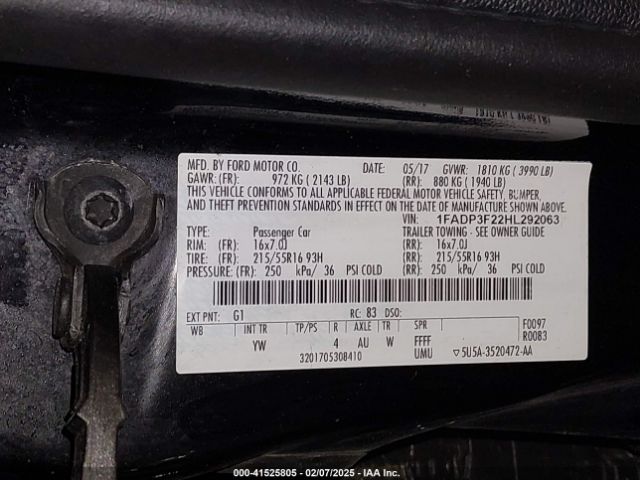 MFD. BY FORD MOTOR CO. DATE: 05/17 GVWR: 1810 KG ( 3990 LB)
GAWR: (FR): 972 KG ( 2143 LB) (RR): 880 KG ( 1940 LB)
THIS VEHICLE CONFORMS TO ALL APPLICABLE FEDERAL MOTOR VEHICLE SAFETY, BUMPER,
AND THEFT PREVENTION STANDARDS IN EFFECT ON THE DATE OF MANUFACTURE SHOWN ABOVE.
VIN: 1FADP3F22HL292063
TYPE: Passenger Car TRAILER TOWING - SEE OWNER GUIDE
RIM: (FR): 16x7.0J (RR): 16x7.0J
TIRE: (FR): 215/55R16 93H (RR): 215/55R16 93H
PRESSURE: (FR): 250 kPa/ 36 PSI COLD (RR): 250 kPa/ 36 PSI COLD
EXT PNT: G1 RC: 83 DSO:
WB INT TR TP/PS R AXLE TR SPR F0097
YW 4 AU W FFFF R0083
3201705308410 UMU ▽5U5A-3520472-AA
000-41525805 - 02/07/2025 - IAA Inc.